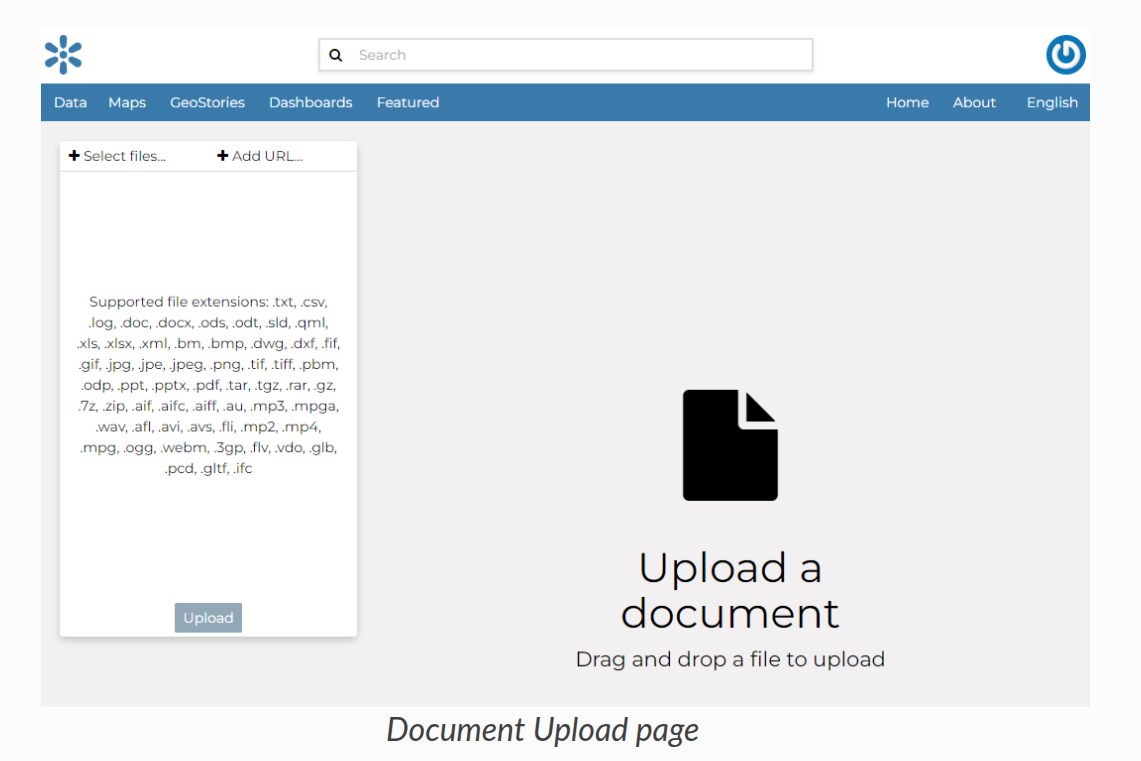 Search
Data Maps GeoStories Dashboards Featured Home About English
Select files... Add URL...
Supported file extensions: .txt, .csv,
.log, .doc, .docx, .ods, .odt, .sld, .qml,
.xls, .xlsx, .xml, .bm, .bmp, .dwg, .dxf, .fif,
.gif, .jpg, .jpe, .jpeg, .png, .tif, .tiff, .pbm,
.odp, .ppt, .pptx, .pdf, .tar, .tgz, .rar, .gz,
.7z, .zip, .aif, .aifc, .aiff, .au, .mp3, .mpga,
.wav, .afl, .avi, .avs, .fli, .mp2, .mp4,
.mpg, .ogg, .webm, .3gp, .flv, .vdo, .glb,
.pcd, .gltf, .ifc
Upload
Upload a
document
Drag and drop a file to upload
Document Upload page